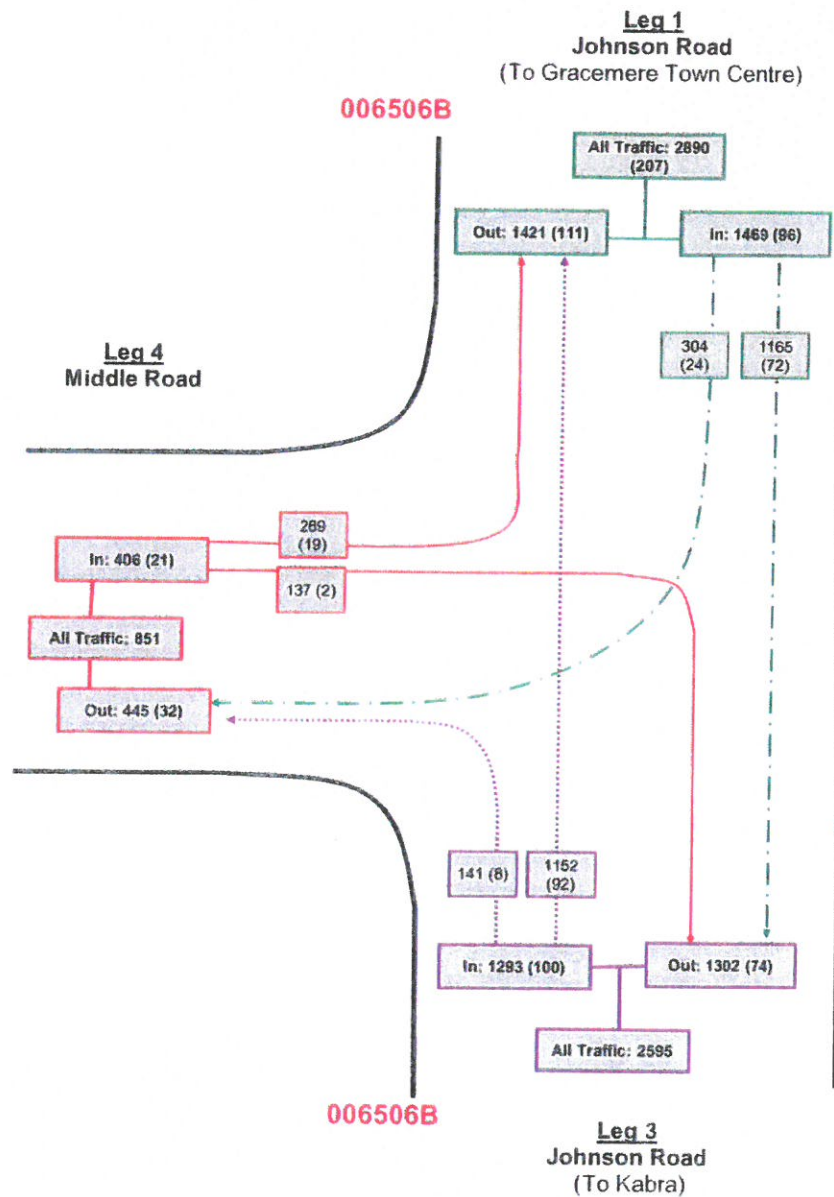 Leg 1
Johnson Road
(To Gracemere Town Centre)
006506B
All Traffic: 2890
(207)
Out: 1421 (111)
In: 1469 (96)
Leg 4
Middle Road
304
(24)
1165
(72)
269
(19)
In: 406 (21)
137 (2)
All Traffic: 851
Out: 445 (32)
141 (8)
1152
(92)
In: 1293 (100)
Out: 1302 (74)
All Traffic: 2595
006506B
Leg 3
Johnson Road
(To Kabra)